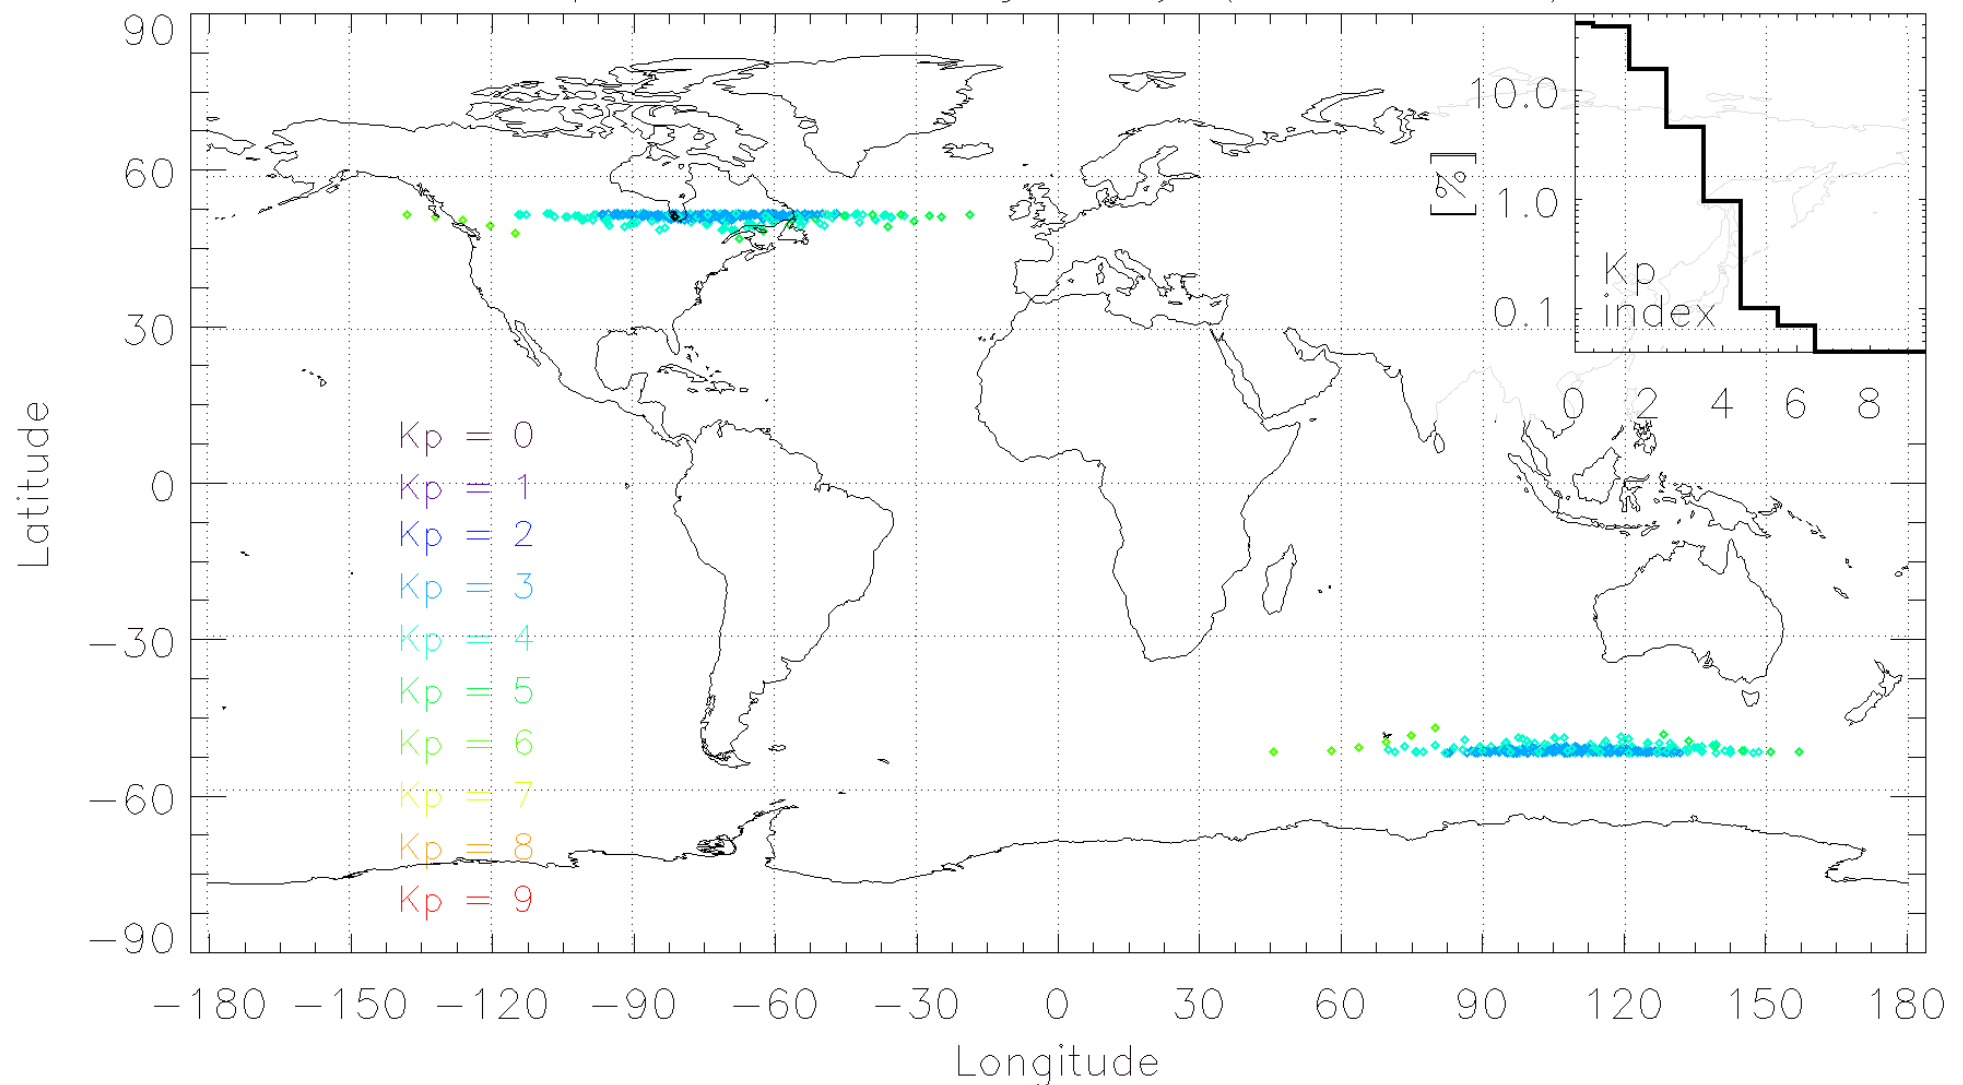 90
60
30
0
−30
−60
−90
Latitude
−180 −150 −120 −90 −60 −30 0 30 60 90 120 150 180
Longitude
Kp = 0
Kp = 1
Kp = 2
Kp = 3
Kp = 4
Kp = 5
Kp = 6
Kp = 7
Kp = 8
Kp = 9
[%]
10.0
1.0
0.1
Kp
index
0 2 4 6 8